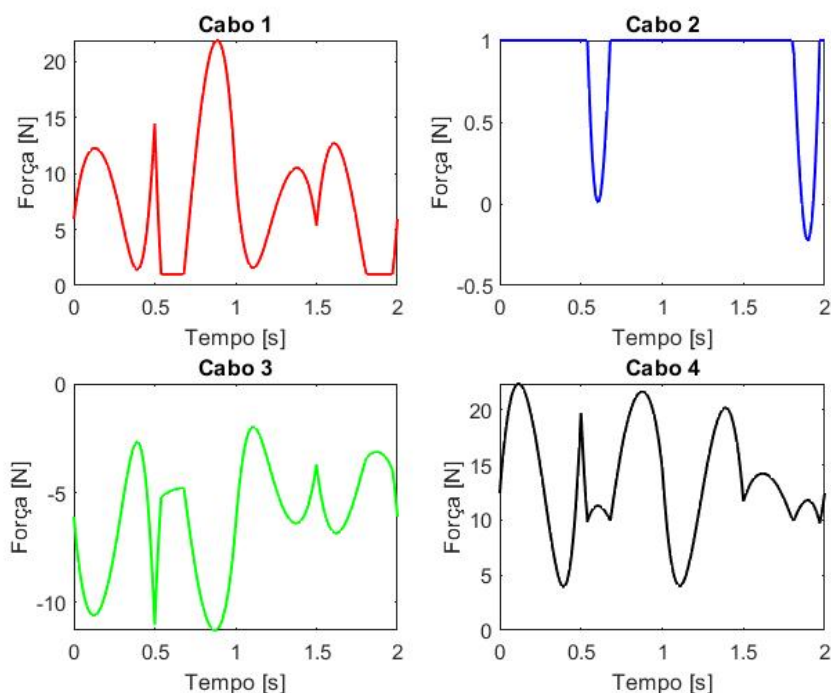 Cabo 1
Força [N]
20
15
10
5
0
0 0.5 1 1.5 2
Tempo [s]
Cabo 2
Força [N]
1
0.5
0
-0.5
0 0.5 1 1.5 2
Tempo [s]
Cabo 3
Força [N]
0
-5
-10
0 0.5 1 1.5 2
Tempo [s]
Cabo 4
Força [N]
20
15
10
5
0
0 0.5 1 1.5 2
Tempo [s]